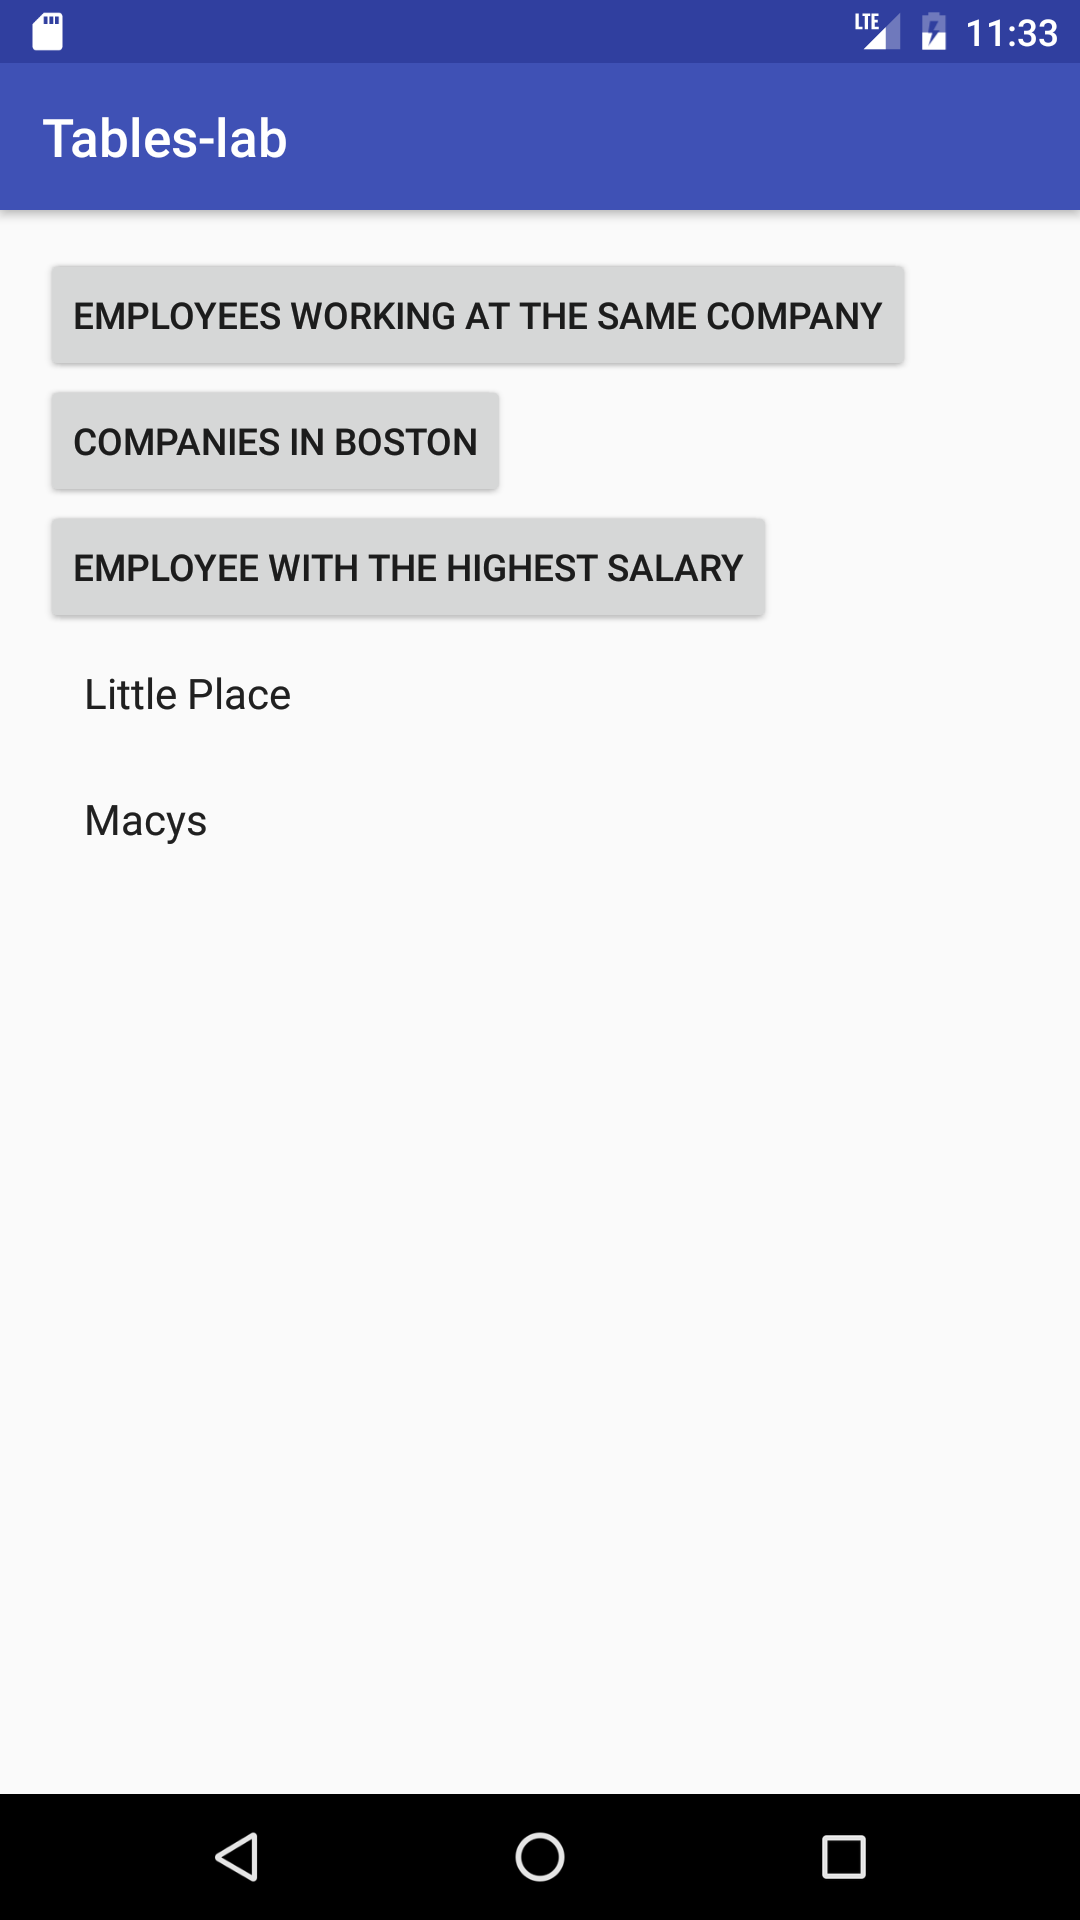 LTE 11:33
Tables-lab
EMPLOYEES WORKING AT THE SAME COMPANY
COMPANIES IN BOSTON
EMPLOYEE WITH THE HIGHEST SALARY
Little Place
Macys